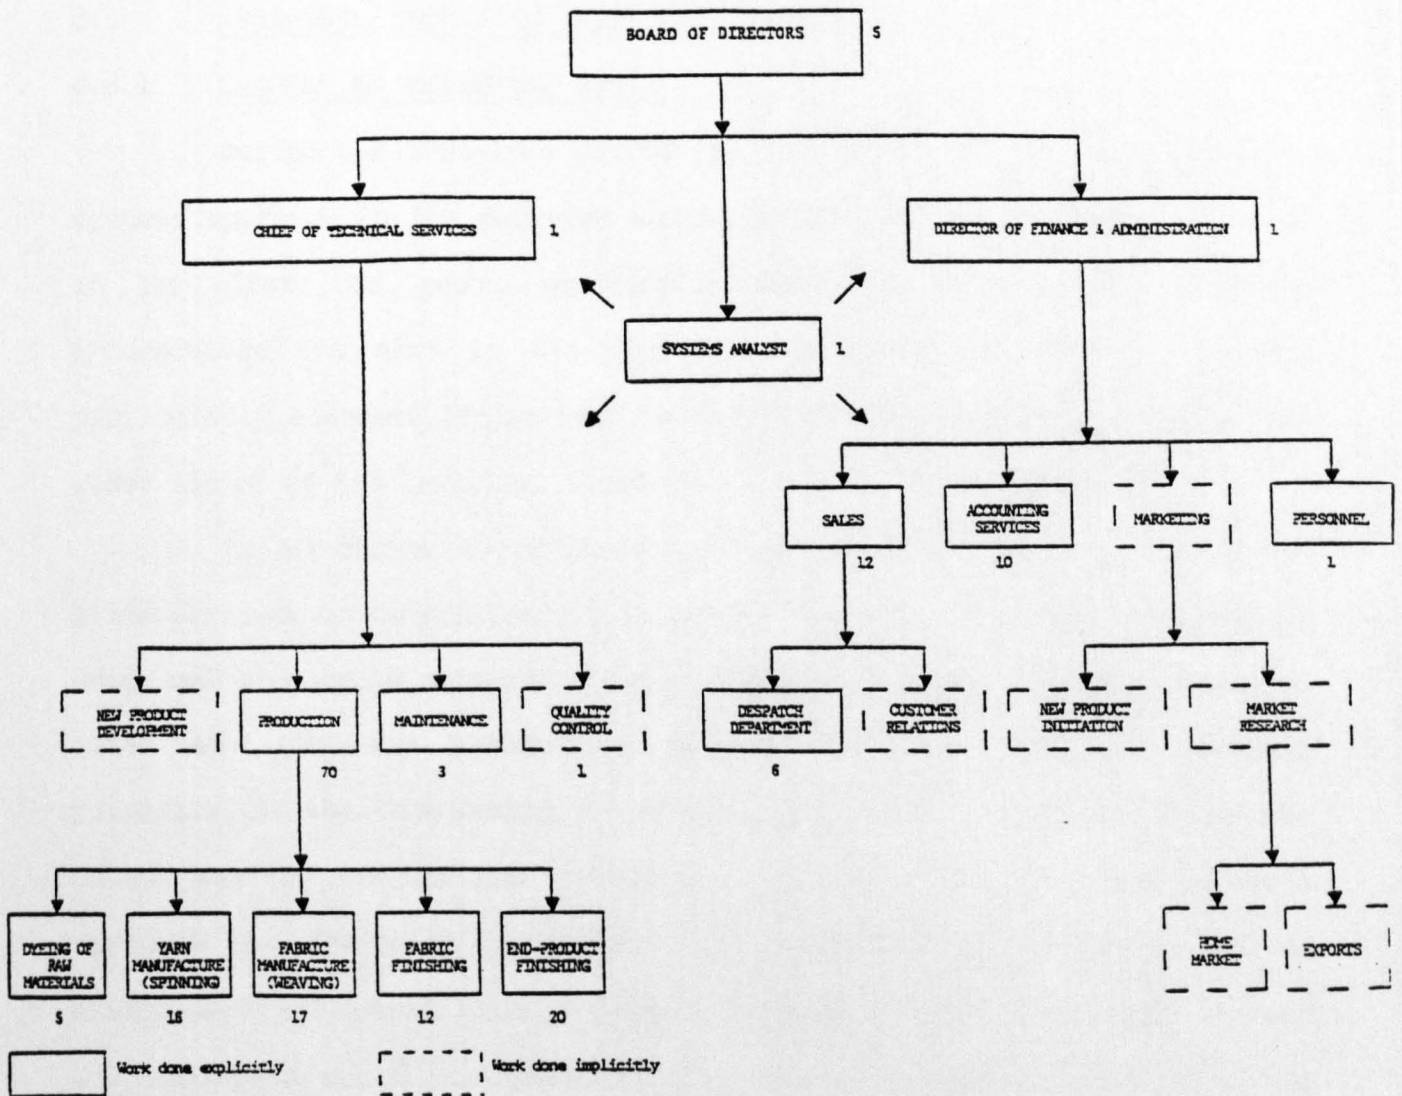 BOARD OF DIRECTORS 5
CHIEF OF TECHNICAL SERVICES 1
DIRECTOR OF FINANCE & ADMINISTRATION 1
SYSTEMS ANALYST 1
SALES
12
ACCOUNTING
SERVICES
10
MARKETING
PERSONNEL
1
NEW PRODUCT
DEVELOPMENT
PRODUCTION
70
MAINTENANCE
3
QUALITY
CONTROL
1
DESPATCH
DEPARTMENT
6
CUSTOMER
RELATIONS
NEW PRODUCT
INITIATION
MARKET
RESEARCH
DYEING OF
RAW
MATERIALS
5
YARN
MANUFACTURE
(SPINNING)
16
FABRIC
MANUFACTURE
(WEAVING)
17
FABRIC
FINISHING
12
END-PRODUCT
FINISHING
20
HOME
MARKET
EXPORTS
Work done explicitly
Work done implicitly